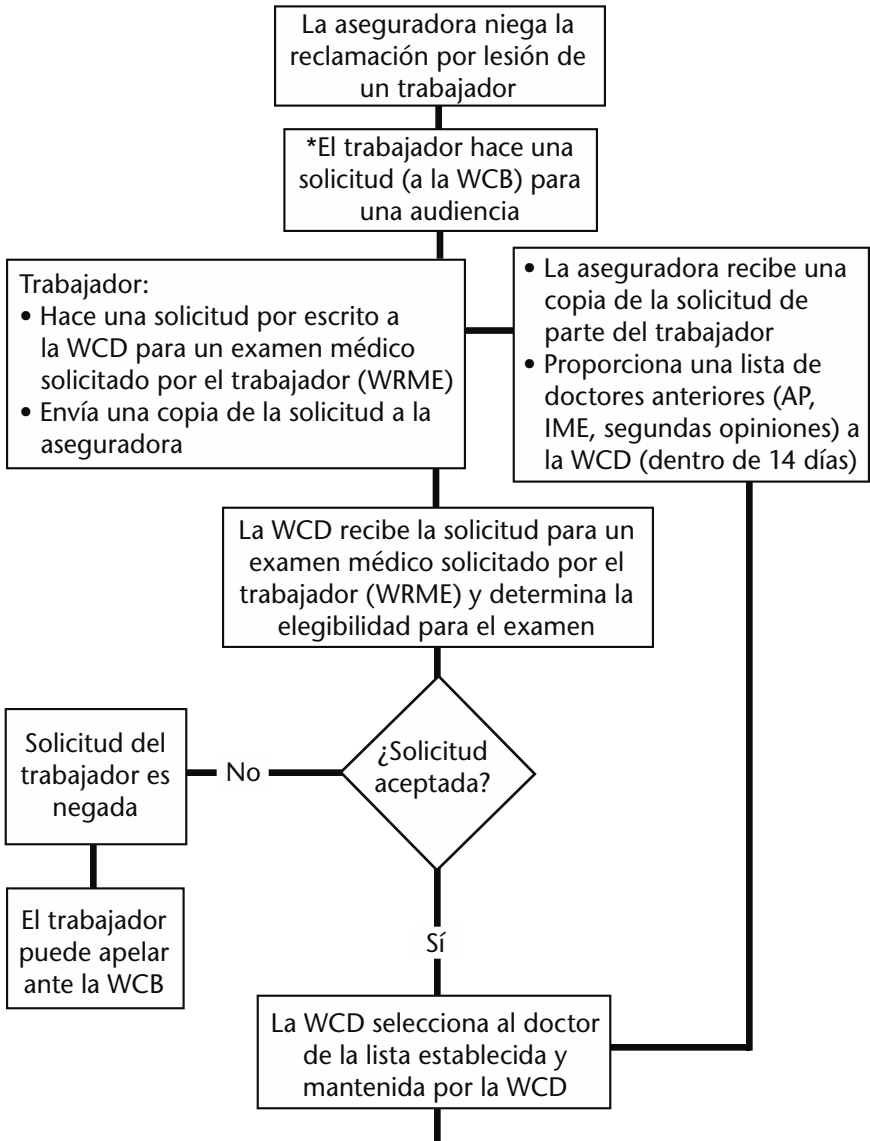 La aseguradora niega la
reclamación por lesión de
un trabajador
*El trabajador hace una
solicitud (a la WCB) para
una audiencia
Trabajador:
• Hace una solicitud por escrito a
la WCD para un examen médico
solicitado por el trabajador (WRME)
• Envía una copia de la solicitud a la
aseguradora
• La aseguradora recibe una
copia de la solicitud de
parte del trabajador
• Proporciona una lista de
doctores anteriores (AP,
IME, segundas opiniones) a
la WCD (dentro de 14 días)
La WCD recibe la solicitud para un
examen médico solicitado por el
trabajador (WRME) y determina la
elegibilidad para el examen
¿Solicitud
aceptada?
No
Solicitud del
trabajador es
negada
El trabajador
puede apelar
ante la WCB
Sí
La WCD selecciona al doctor
de la lista establecida y
mantenida por la WCD